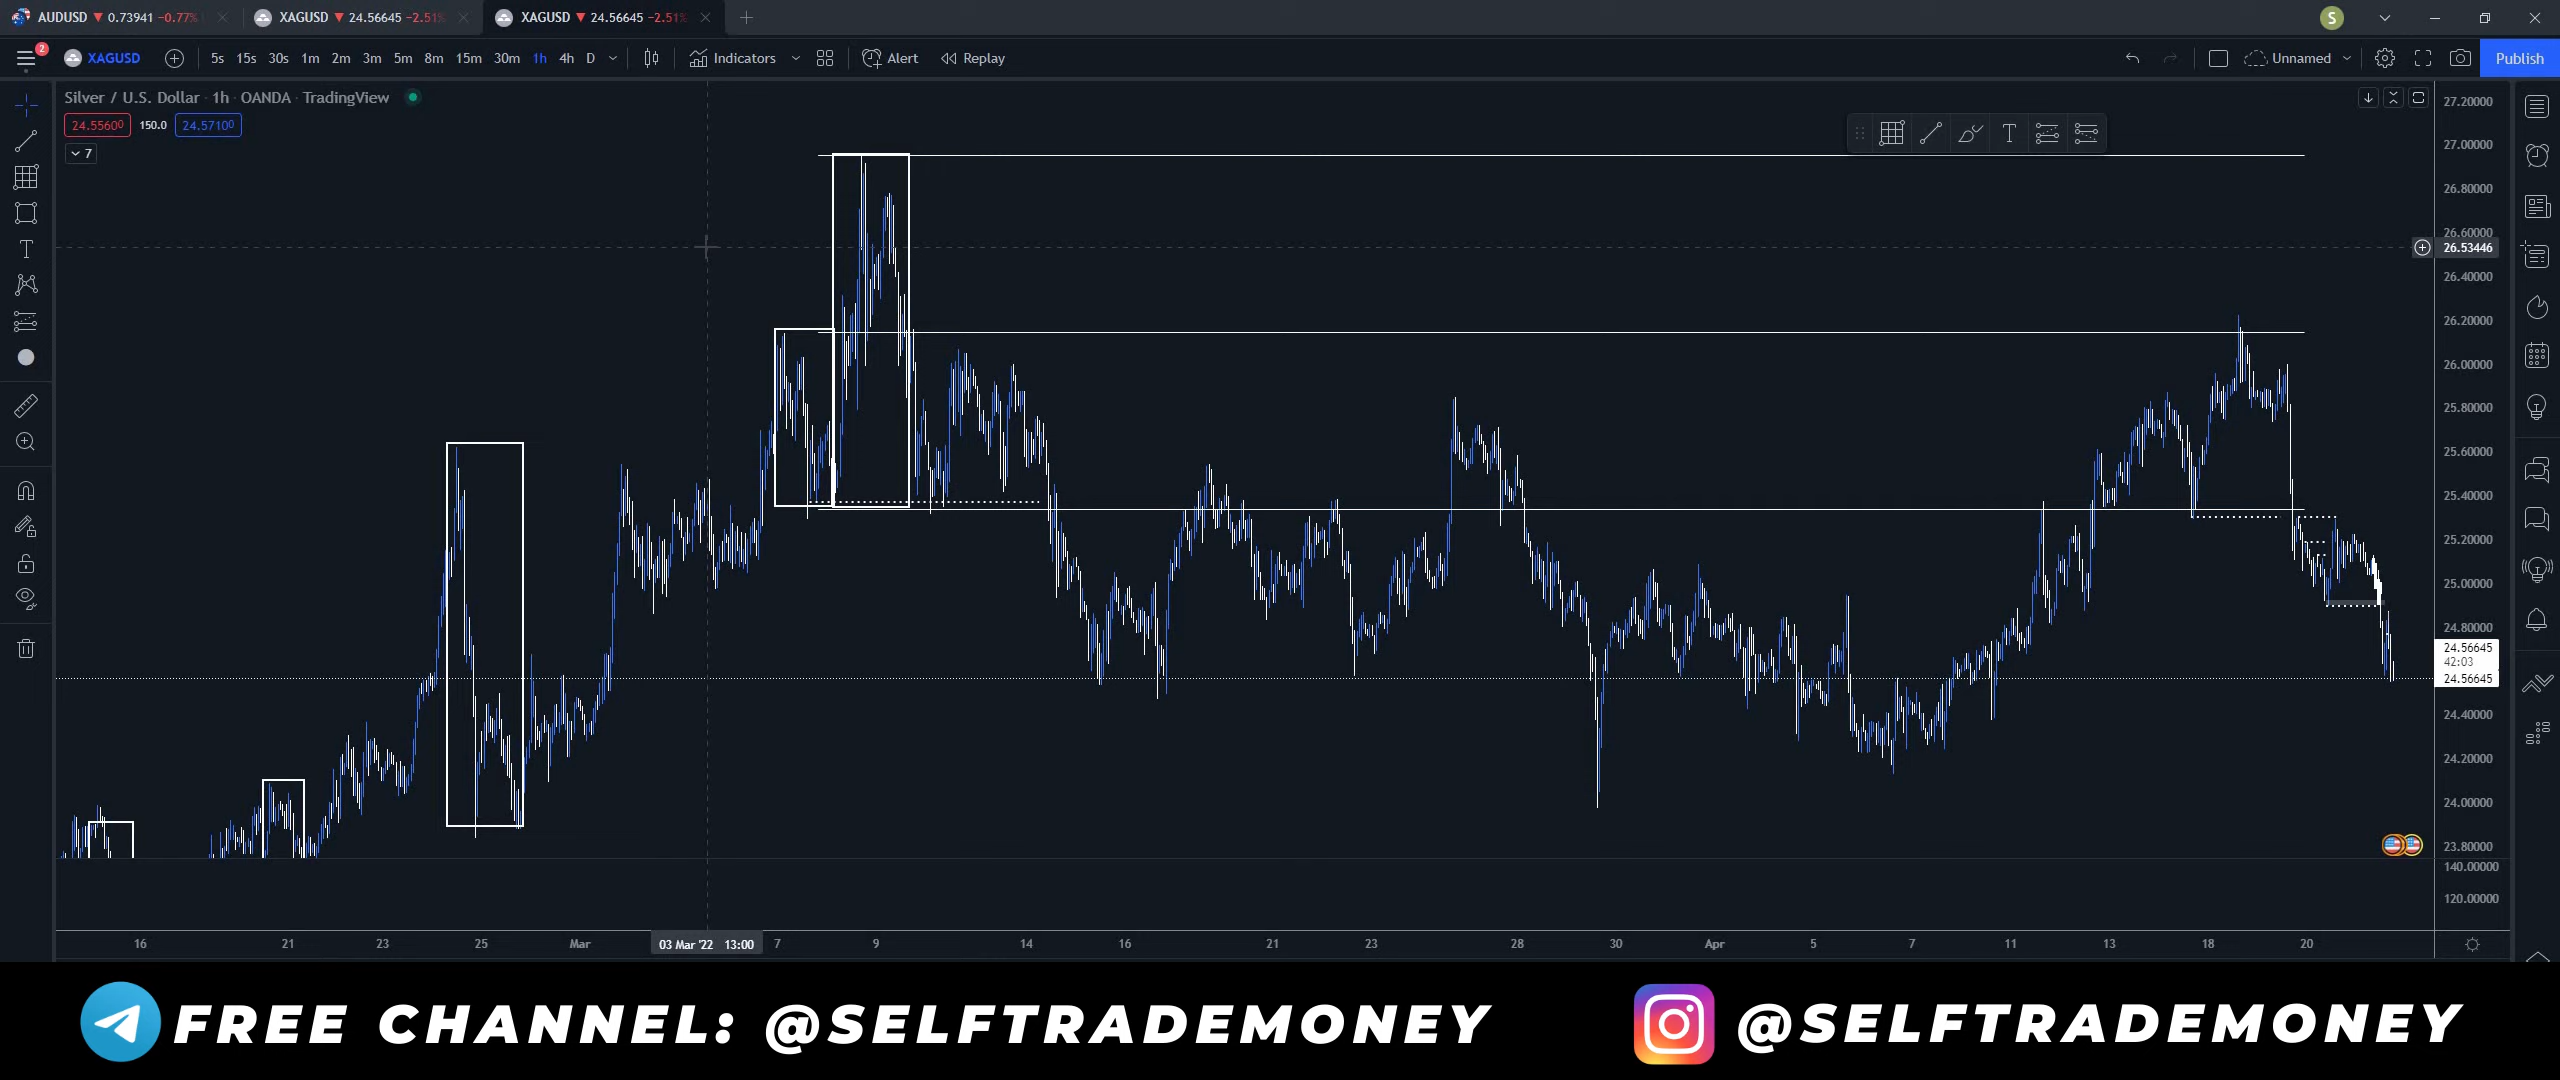 AUDUSD ▼ 0.73941 −0.77%
XAGUSD ▼ 24.56645 −2.51%
XAGUSD ▼ 24.56645 −2.51%
S
2
XAGUSD 5s 15s 30s 1m 2m 3m 5m 8m 15m 30m 1h 4h D Indicators Alert Replay Unnamed Publish
Silver / U.S. Dollar · 1h · OANDA · TradingView
24.55600 150.0 24.57100
7
27.20000
27.00000
26.80000
26.60000
26.53446
26.40000
26.20000
26.00000
25.80000
25.60000
25.40000
25.20000
25.00000
24.80000
24.56645
42:03
24.56645
24.40000
24.20000
24.00000
23.80000
140.00000
120.00000
16 21 23 25 Mar 03 Mar '22 13:00 7 9 14 16 21 23 28 30 Apr 5 7 11 13 18 20
FREE CHANNEL: @SELFTRADEMONEY @SELFTRADEMONEY